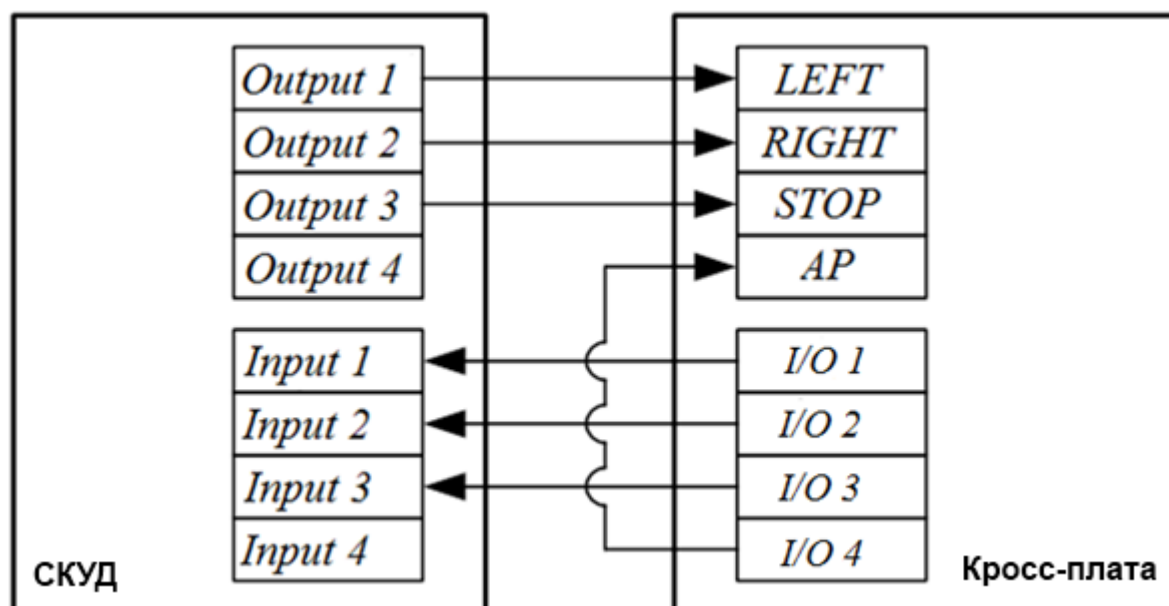 Output 1
Output 2
Output 3
Output 4
Input 1
Input 2
Input 3
Input 4
СКУД
LEFT
RIGHT
STOP
AP
I/O 1
I/O 2
I/O 3
I/O 4
Кросс-плата